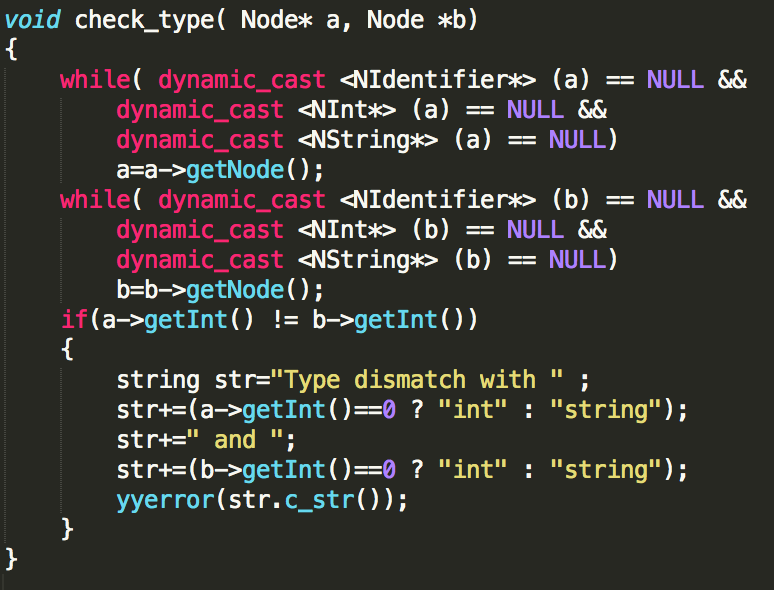 void check_type( Node* a, Node *b)
{
    while( dynamic_cast <NIdentifier*> (a) == NULL &&
        dynamic_cast <NInt*> (a) == NULL &&
        dynamic_cast <NString*> (a) == NULL)
        a=a->getNode();
    while( dynamic_cast <NIdentifier*> (b) == NULL &&
        dynamic_cast <NInt*> (b) == NULL &&
        dynamic_cast <NString*> (b) == NULL)
        b=b->getNode();
    if(a->getInt() != b->getInt())
    {
        string str="Type dismatch with " ;
        str+=(a->getInt()==0 ? "int" : "string");
        str+=" and ";
        str+=(b->getInt()==0 ? "int" : "string");
        yyerror(str.c_str());
    }
}